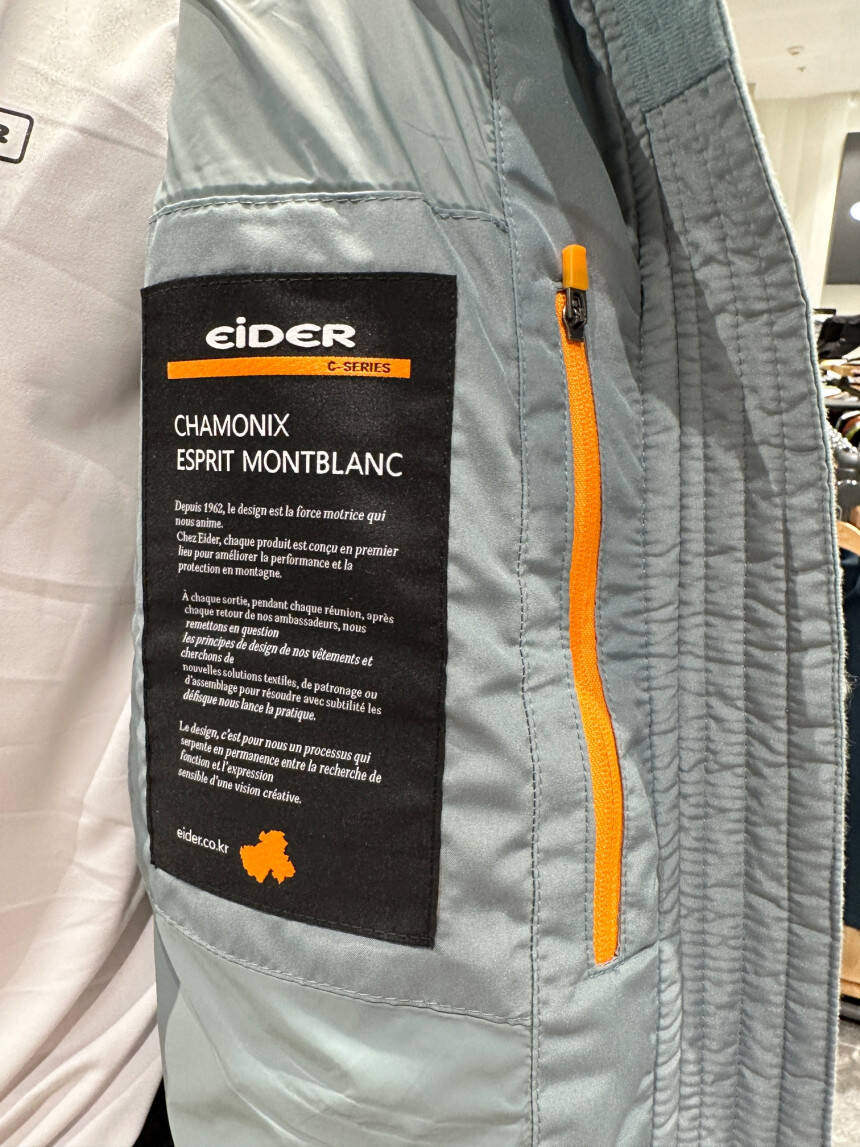 EiDER
C-SERIES
CHAMONIX
ESPRIT MONTBLANC
Depuis 1962, le design est la force motrice qui
nous anime.
Chez Eider, chaque produit est conçu en premier
lieu pour améliorer la performance et la
protection en montagne.
À chaque sortie, pendant chaque réunion, après
chaque retour de nos ambassadeurs, nous
remettons en question
les principes de design de nos vêtements et
cherchons de
nouvelles solutions textiles, de patronage ou
d'assemblage pour résoudre avec subtilité les
défisque nous lance la pratique.
Le design, c'est pour nous un processus qui
serpente en permanence entre la recherche de
fonction et l'expression
sensible d'une vision créative.
eider.co.kr